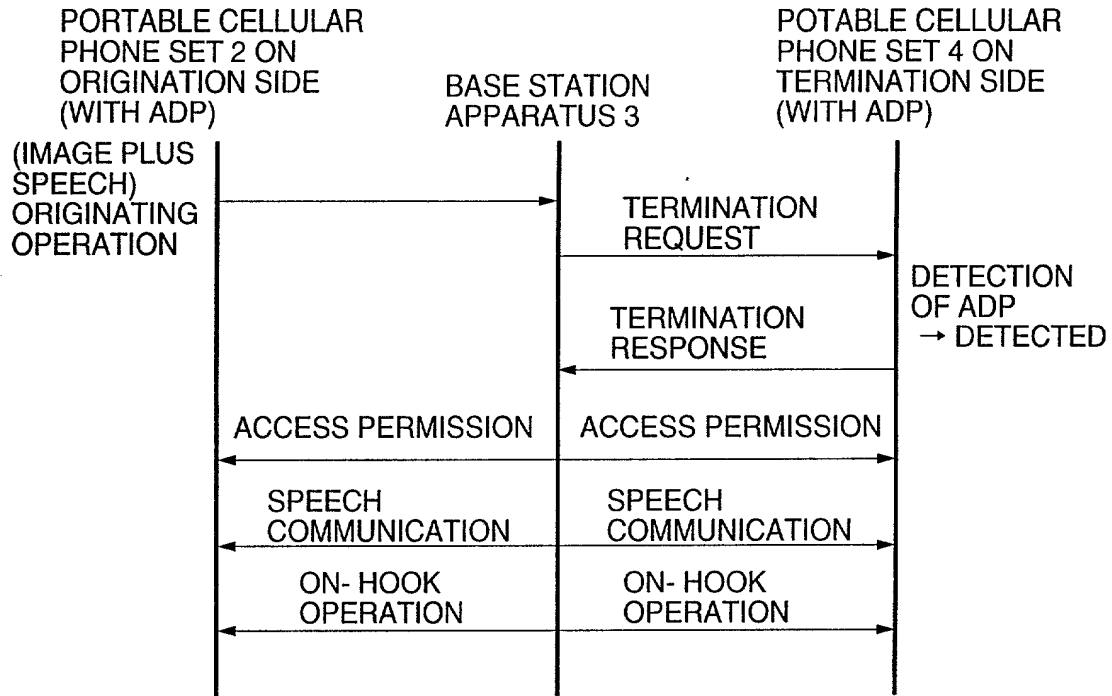 PORTABLE CELLULAR
PHONE SET 2 ON
ORIGINATION SIDE
(WITH ADP)
BASE STATION
APPARATUS 3
POTABLE CELLULAR
PHONE SET 4 ON
TERMINATION SIDE
(WITH ADP)
(IMAGE PLUS
SPEECH)
ORIGINATING
OPERATION
TERMINATION
REQUEST
DETECTION
OF ADP
→ DETECTED
TERMINATION
RESPONSE
ACCESS PERMISSION
ACCESS PERMISSION
SPEECH
COMMUNICATION
SPEECH
COMMUNICATION
ON- HOOK
OPERATION
ON- HOOK
OPERATION